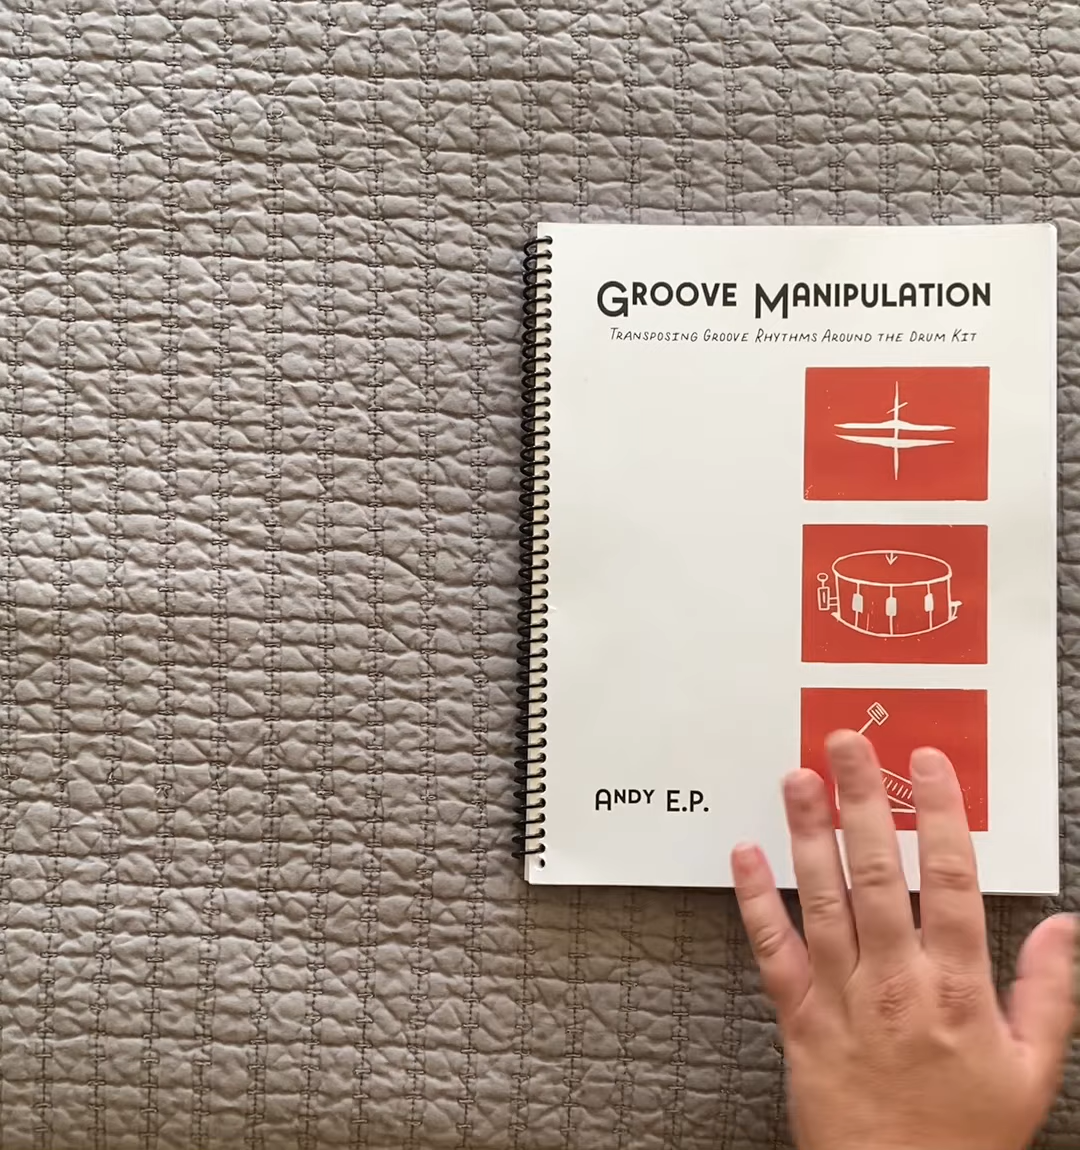 GROOVE MANIPULATION
TRANSPOSING GROOVE RHYTHMS AROUND THE DRUM KIT
ANDY E.P.